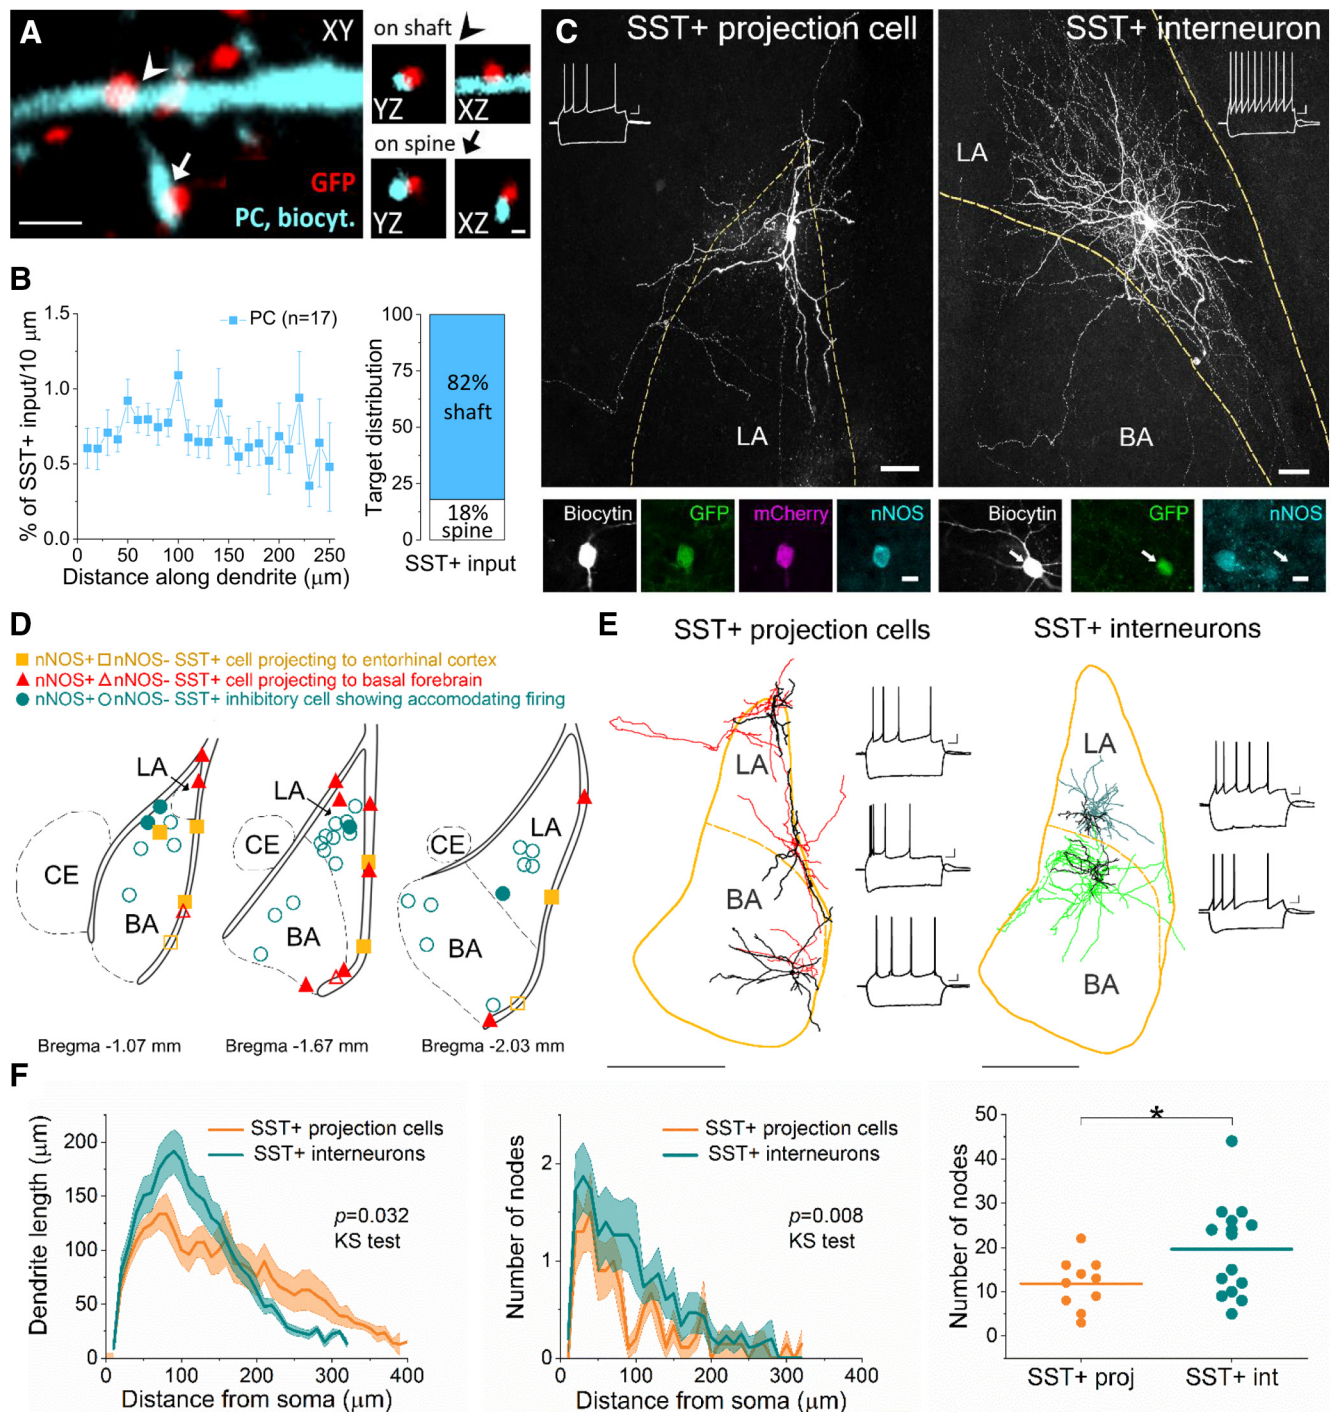 A
XY
GFP
PC, biocyt.
on shaft
YZ
XZ
on spine
YZ
XZ
B
% of SST+ input/10 μm
1.5
1.0
0.5
0.0
PC (n=17)
0 50 100 150 200 250
Distance along dendrite (μm)
Target distribution
100
75
50
25
0
82%
shaft
18%
spine
SST+ input
C
SST+ projection cell
LA
SST+ interneuron
LA
BA
Biocytin
GFP
mCherry
nNOS
Biocytin
GFP
nNOS
D
nNOS+ nNOS- SST+ cell projecting to entorhinal cortex
nNOS+ nNOS- SST+ cell projecting to basal forebrain
nNOS+ nNOS- SST+ inhibitory cell showing accomodating firing
LA
CE
BA
Bregma -1.07 mm
LA
CE
BA
Bregma -1.67 mm
LA
CE
BA
Bregma -2.03 mm
E
SST+ projection cells
LA
BA
SST+ interneurons
LA
BA
F
Dendrite length (μm)
200
150
100
50
0
SST+ projection cells
SST+ interneurons
p=0.032
KS test
0 100 200 300 400
Distance from soma (μm)
Number of nodes
2
1
0
SST+ projection cells
SST+ interneurons
p=0.008
KS test
0 100 200 300 400
Distance from soma (μm)
Number of nodes
50
40
30
20
10
0
*
SST+ proj
SST+ int